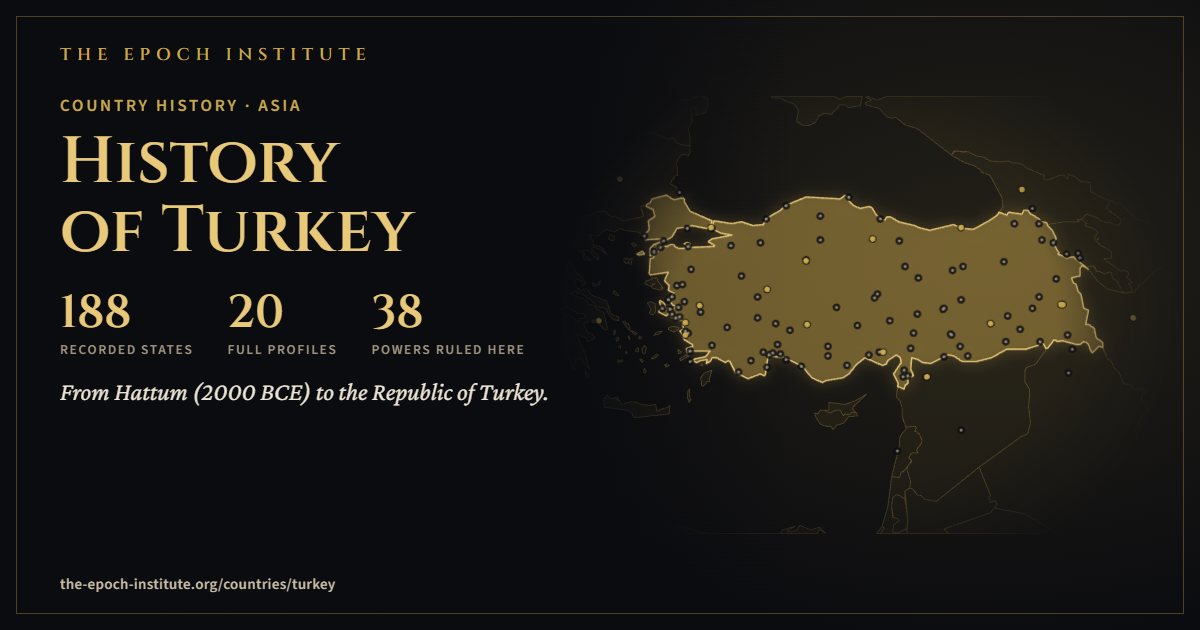 THE EPOCH INSTITUTE
COUNTRY HISTORY · ASIA
HISTORY
OF TURKEY
188 20 38
RECORDED STATES FULL PROFILES POWERS RULED HERE
From Hattum (2000 BCE) to the Republic of Turkey.
the-epoch-institute.org/countries/turkey